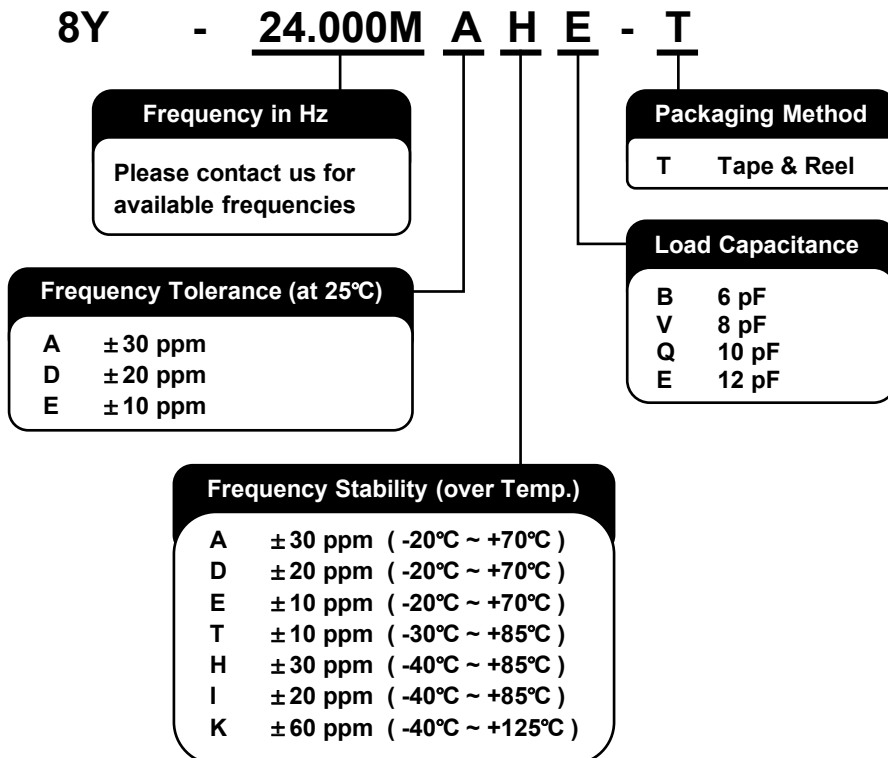 8Y - 24.000M A H E - T
Frequency in Hz
Please contact us for
available frequencies
Packaging Method
T Tape & Reel
Load Capacitance
B 6 pF
V 8 pF
Q 10 pF
E 12 pF
Frequency Tolerance (at 25℃)
A ±30 ppm
D ±20 ppm
E ±10 ppm
Frequency Stability (over Temp.)
A ±30 ppm ( -20℃ ~ +70℃ )
D ±20 ppm ( -20℃ ~ +70℃ )
E ±10 ppm ( -20℃ ~ +70℃ )
T ±10 ppm ( -30℃ ~ +85℃ )
H ±30 ppm ( -40℃ ~ +85℃ )
I ±20 ppm ( -40℃ ~ +85℃ )
K ±60 ppm ( -40℃ ~ +125℃ )